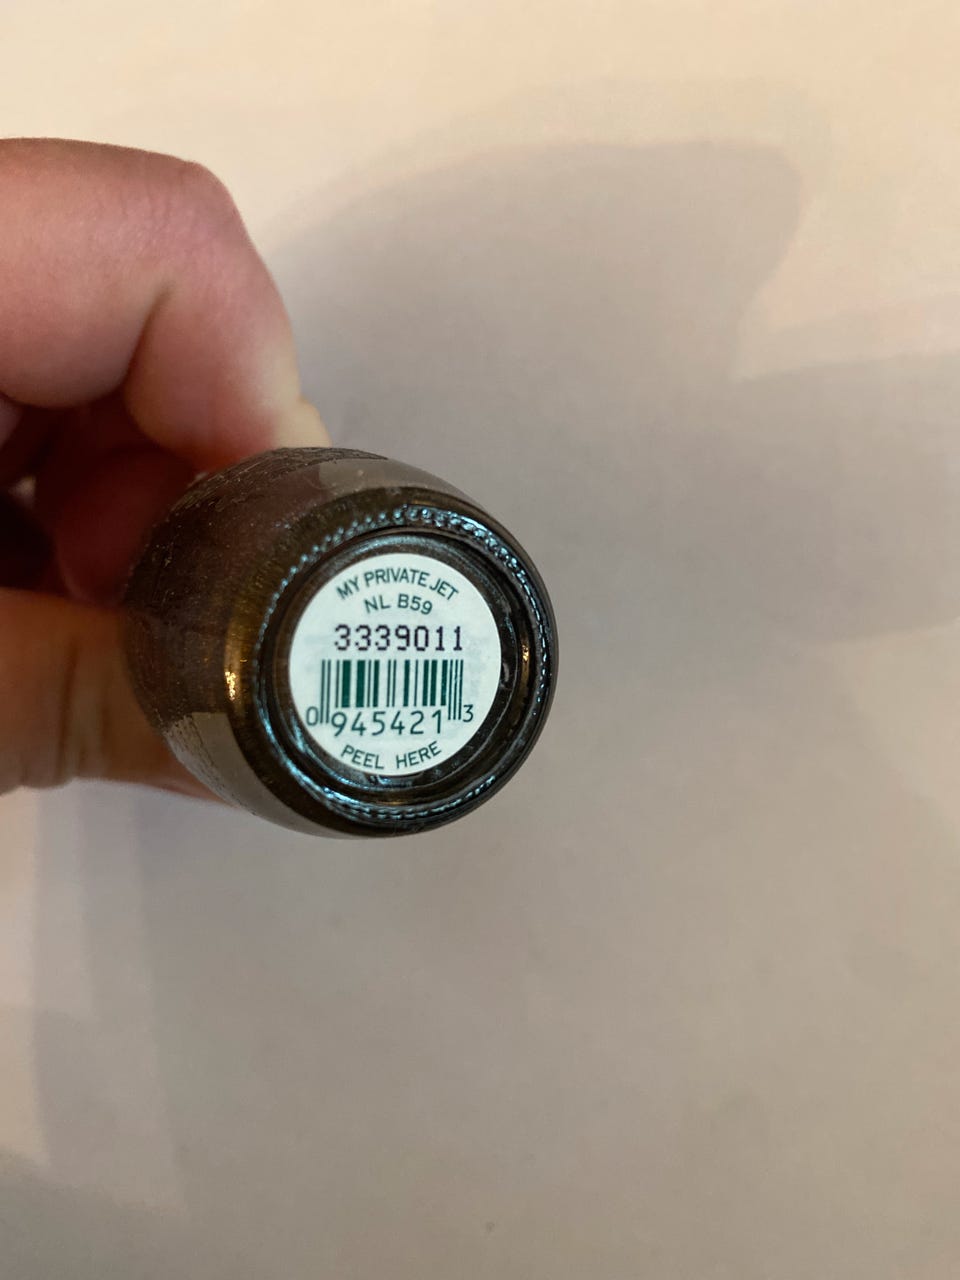 MY PRIVATE JET
NL B59
3339011
0 945421 3
PEEL HERE